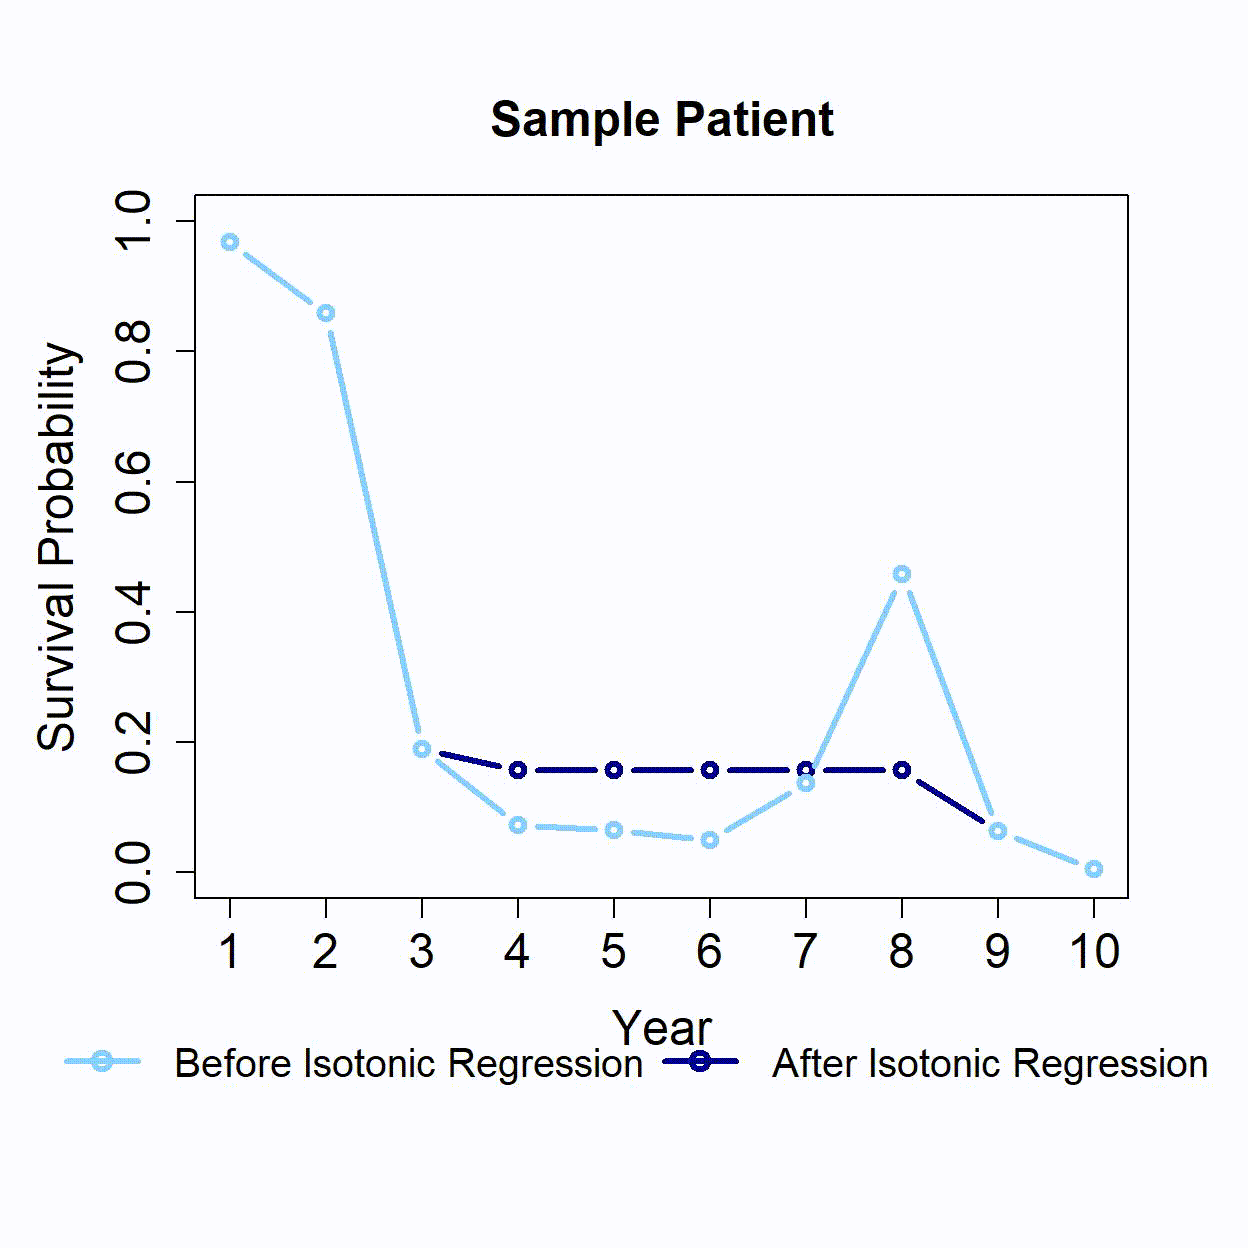 Sample Patient
Survival Probability
1.0
0.8
0.6
0.4
0.2
0.0
1 2 3 4 5 6 7 8 9 10
Year
Before Isotonic Regression After Isotonic Regression